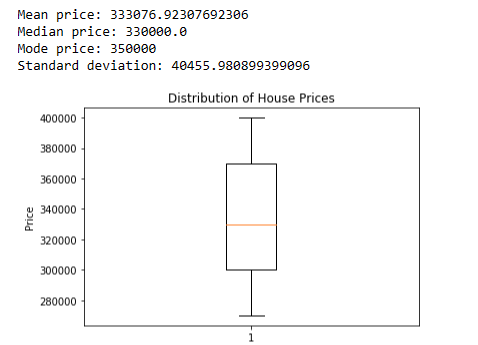 Mean price: 333076.92307692306
Median price: 330000.0
Mode price: 350000
Standard deviation: 40455.980899399096
Distribution of House Prices
400000
380000
360000
340000
320000
300000
280000
Price
1